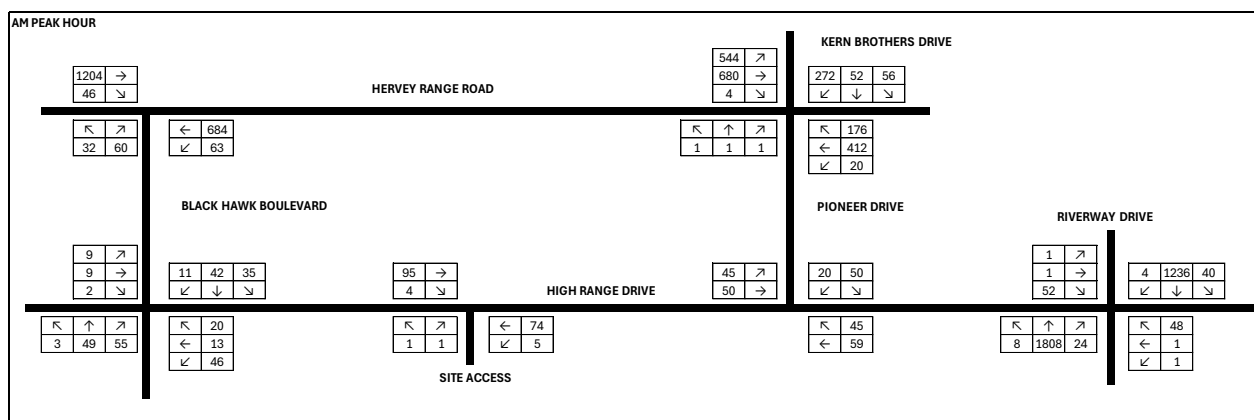 AM PEAK HOUR
KERN BROTHERS DRIVE
544 ↗
680 →
4 ↘
1204 →
46 ↘
272 52 56
↙ ↓ ↘
HERVEY RANGE ROAD
↖ ↗
32 60
← 684
↙ 63
↖ ↑ ↗
1 1 1
↖ 176
← 412
↙ 20
BLACK HAWK BOULEVARD
PIONEER DRIVE
RIVERWAY DRIVE
9 ↗
9 →
2 ↘
11 42 35
↙ ↓ ↘
95 →
4 ↘
HIGH RANGE DRIVE
45 ↗
50 →
20 50
↙ ↘
1 ↗
1 →
52 ↘
4 1236 40
↙ ↓ ↘
↖ ↑ ↗
3 49 55
↖ 20
← 13
↙ 46
↖ ↗
1 1
← 74
↙ 5
SITE ACCESS
↖ 45
← 59
↖ ↑ ↗
8 1808 24
↖ 48
← 1
↙ 1